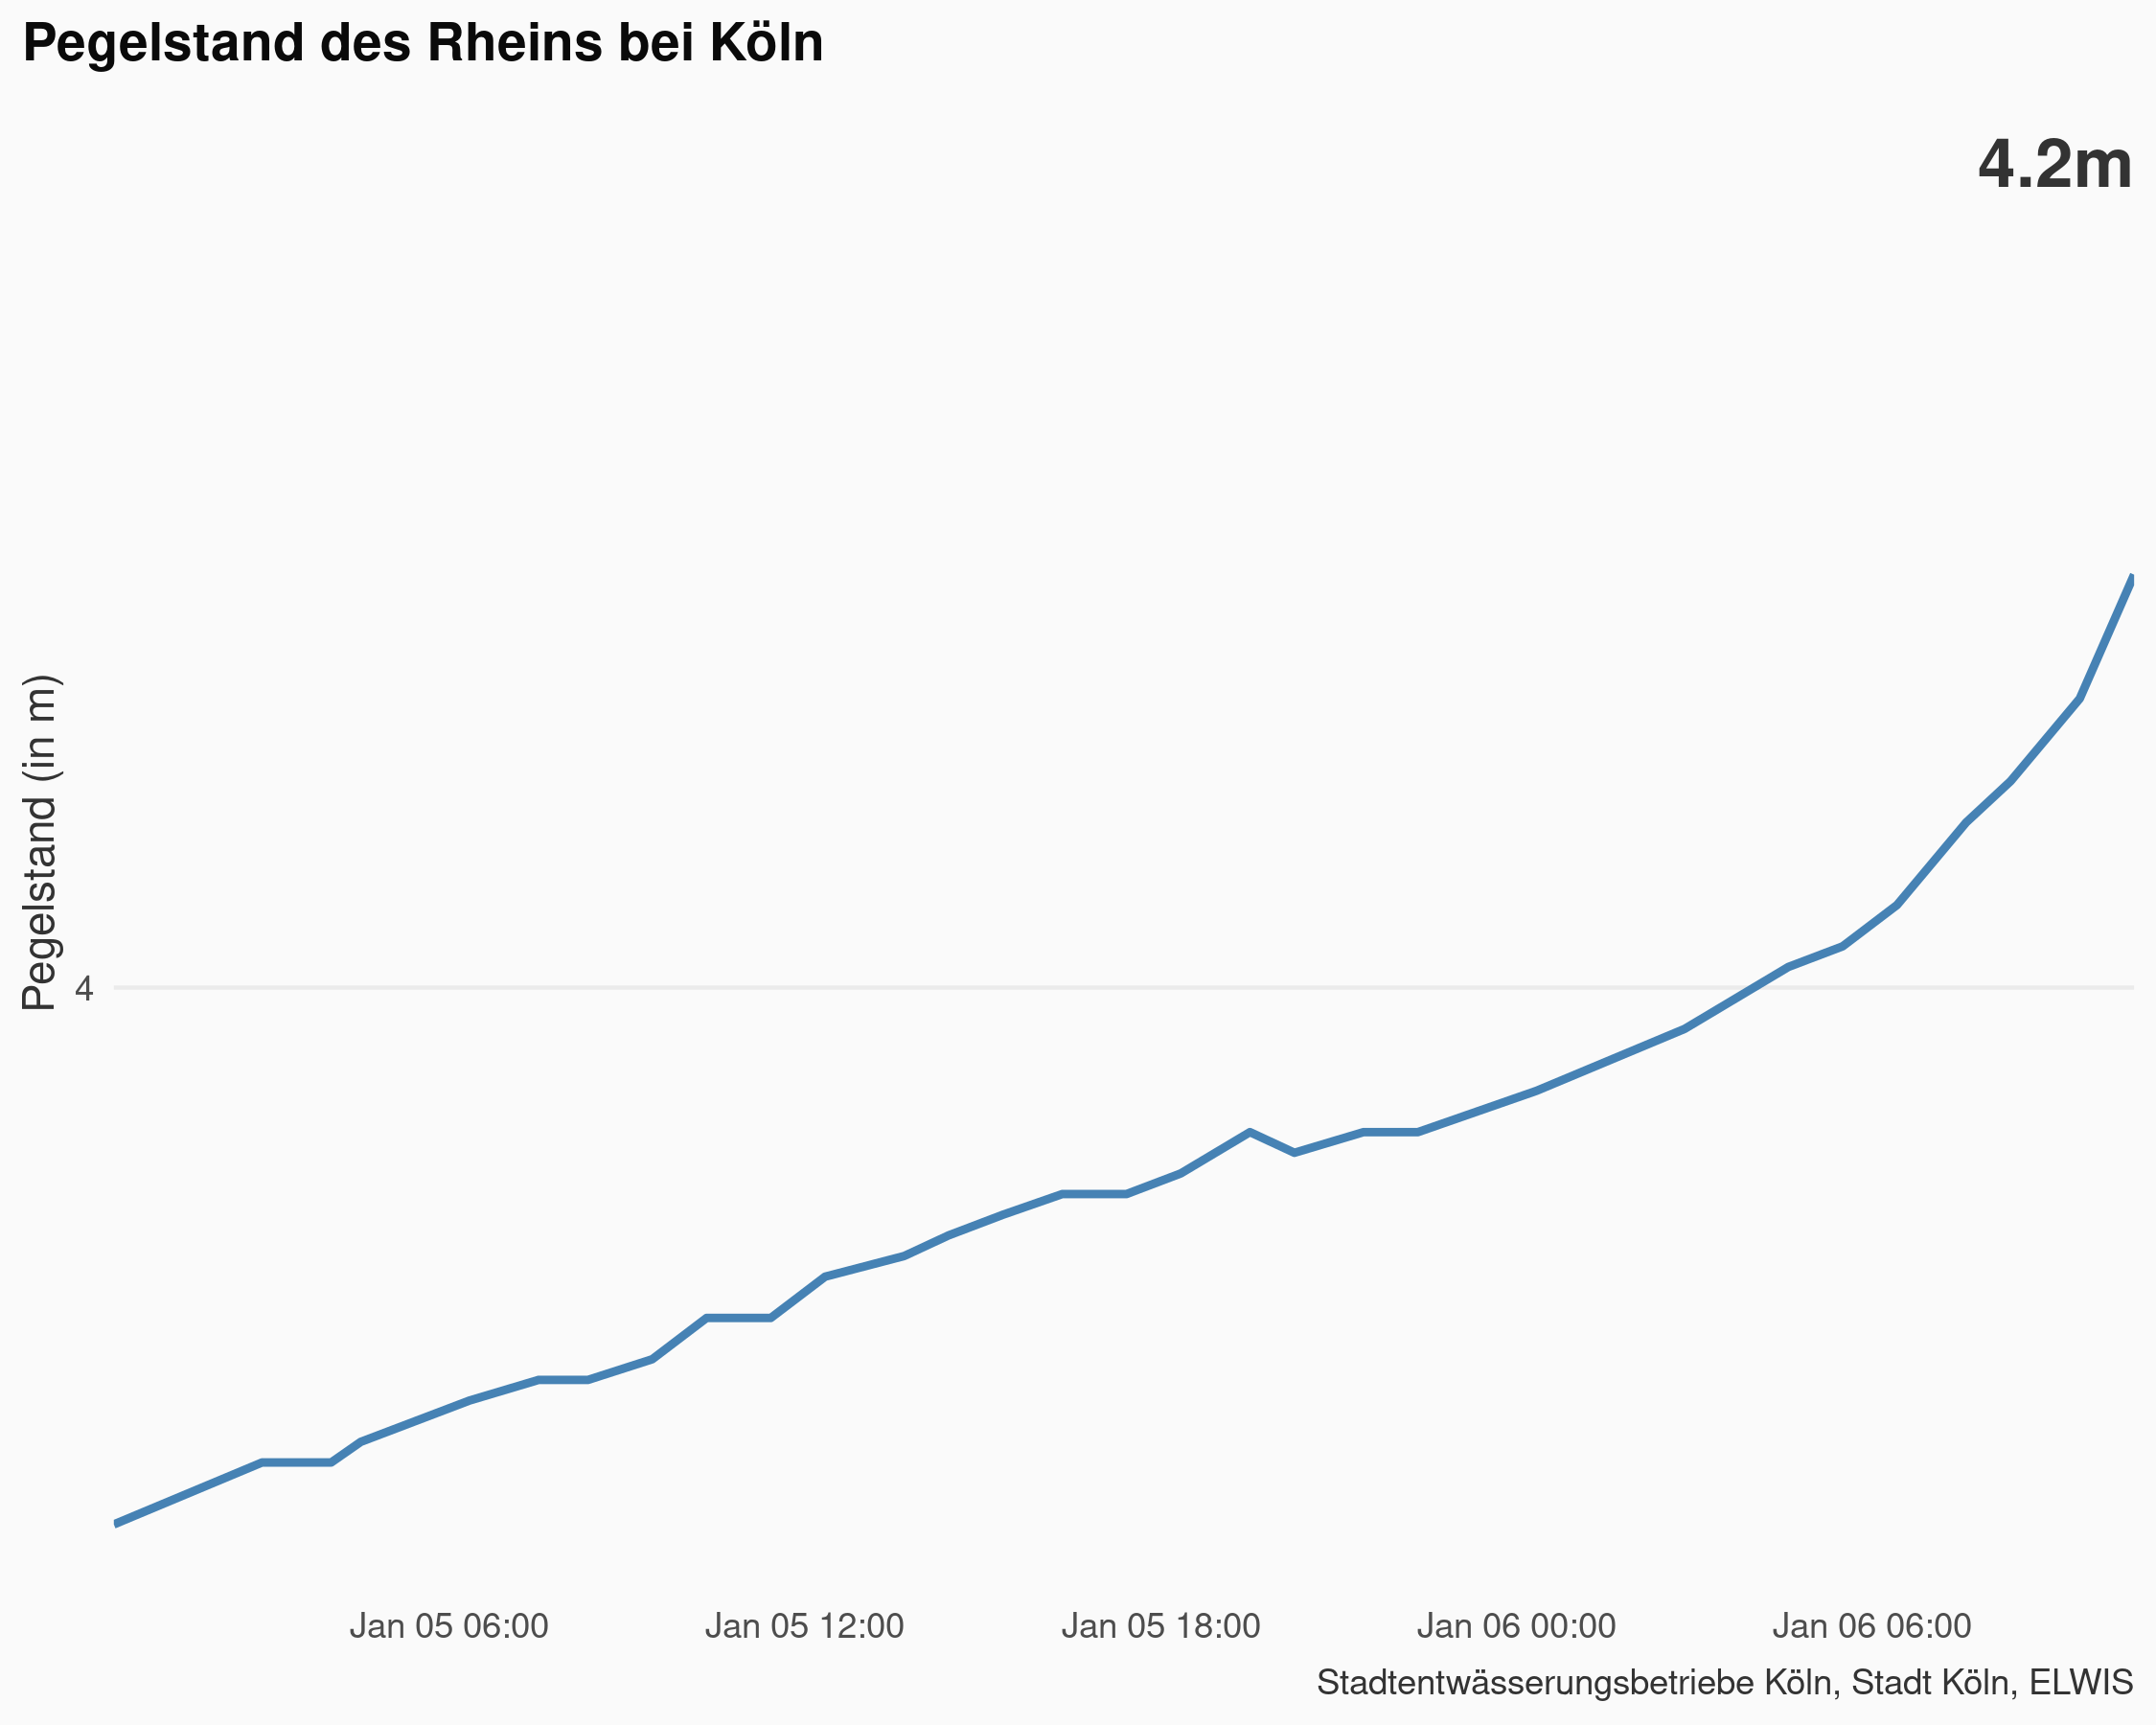 Pegelstand des Rheins bei Köln
4.2m
Pegelstand (in m)
4
Jan 05 06:00 Jan 05 12:00 Jan 05 18:00 Jan 06 00:00 Jan 06 06:00
Stadtentwässerungsbetriebe Köln, Stadt Köln, ELWIS